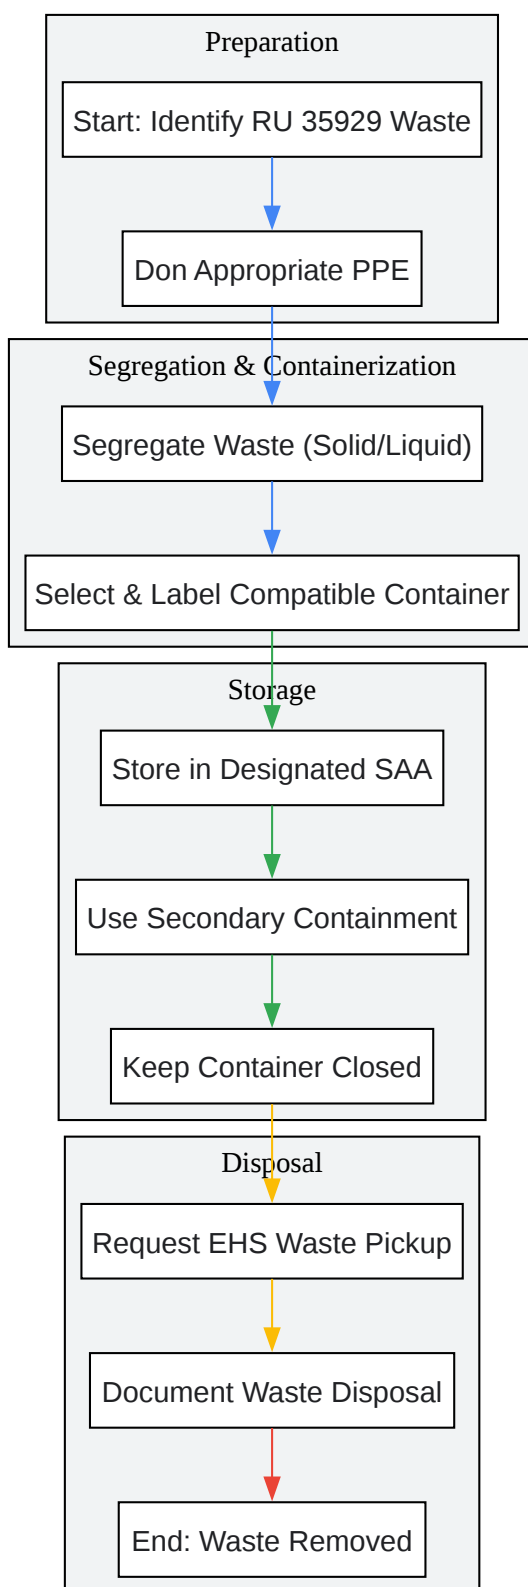 Preparation
Start: Identify RU 35929 Waste
Don Appropriate PPE
Segregation & Containerization
Segregate Waste (Solid/Liquid)
Select & Label Compatible Container
Storage
Store in Designated SAA
Use Secondary Containment
Keep Container Closed
Disposal
Request EHS Waste Pickup
Document Waste Disposal
End: Waste Removed